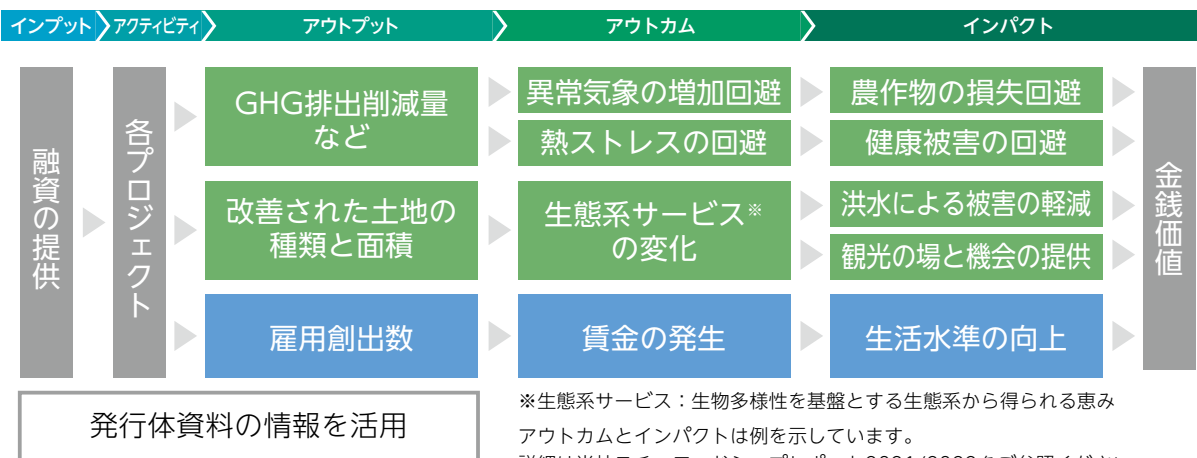 インプット
アクティビティ
アウトプット
アウトカム
インパクト
融資の提供
各プロジェクト
GHG排出削減量
など
異常気象の増加回避
農作物の損失回避
熱ストレスの回避
健康被害の回避
改善された土地の
種類と面積
生態系サービス※
の変化
洪水による被害の軽減
観光の場と機会の提供
雇用創出数
賃金の発生
生活水準の向上
金銭価値
発行体資料の情報を活用
※生態系サービス：生物多様性を基盤とする生態系から得られる恵み
アウトカムとインパクトは例を示しています。